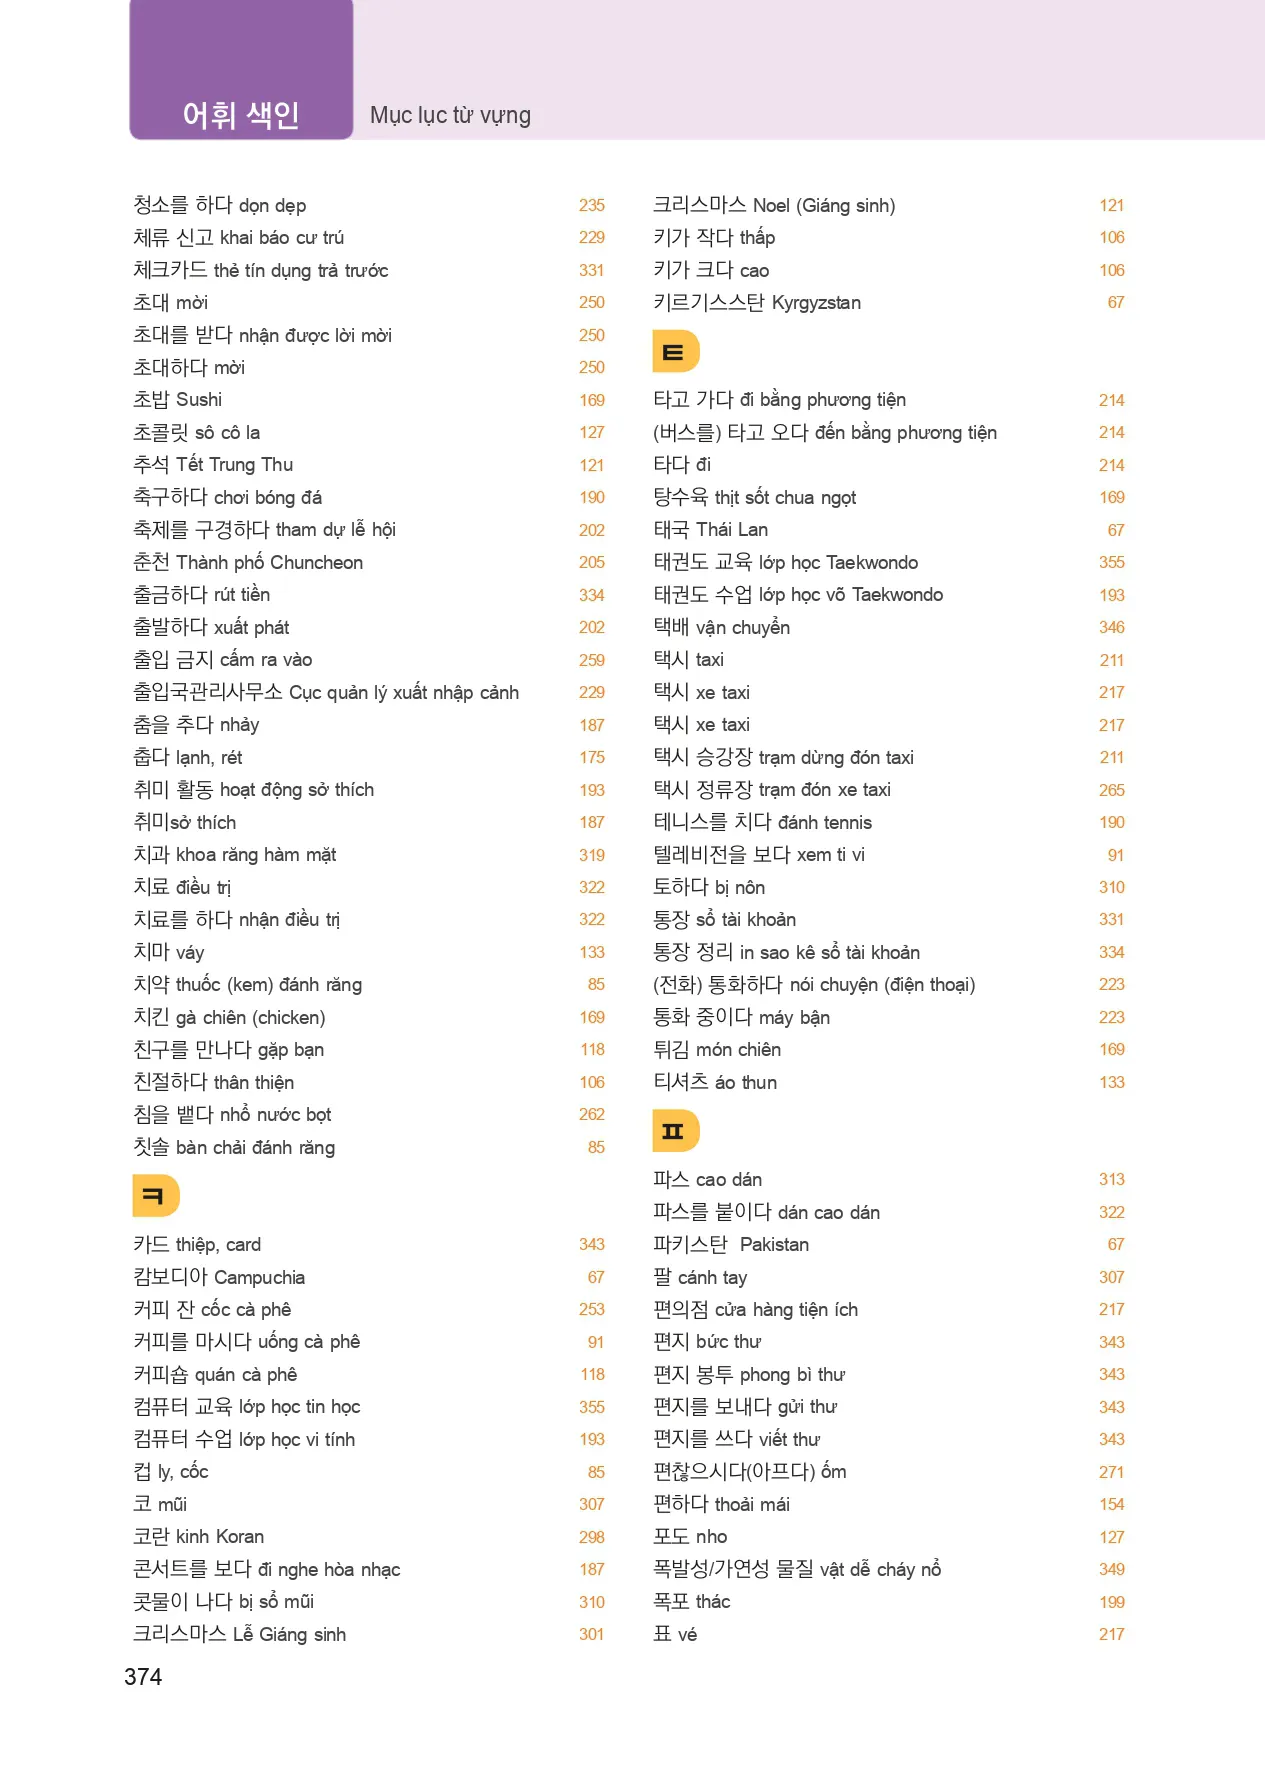 어휘 색인
Mục lục từ vựng
청소를 하다 dọn dẹp 235
체류 신고 khai báo cư trú 229
체크카드 thẻ tín dụng trả trước 331
초대 mời 250
초대를 받다 nhận được lời mời 250
초대하다 mời 250
초밥 Sushi 169
초콜릿 sô cô la 127
추석 Tết Trung Thu 121
축구하다 chơi bóng đá 190
축제를 구경하다 tham dự lễ hội 202
춘천 Thành phố Chuncheon 205
출금하다 rút tiền 334
출발하다 xuất phát 202
출입 금지 cấm ra vào 259
출입국관리사무소 Cục quản lý xuất nhập cảnh 229
춤을 추다 nhảy 187
춥다 lạnh, rét 175
취미 활동 hoạt động sở thích 193
취미sở thích 187
치과 khoa răng hàm mặt 319
치료 điều trị 322
치료를 하다 nhận điều trị 322
치마 váy 133
치약 thuốc (kem) đánh răng 85
치킨 gà chiên (chicken) 169
친구를 만나다 gặp bạn 118
친절하다 thân thiện 106
침을 뱉다 nhổ nước bọt 262
칫솔 bàn chải đánh răng 85
ㅋ
카드 thiệp, card 343
캄보디아 Campuchia 67
커피 잔 cốc cà phê 253
커피를 마시다 uống cà phê 91
커피숍 quán cà phê 118
컴퓨터 교육 lớp học tin học 355
컴퓨터 수업 lớp học vi tính 193
컵 ly, cốc 85
코 mũi 307
코란 kinh Koran 298
콘서트를 보다 đi nghe hòa nhạc 187
콧물이 나다 bị sổ mũi 310
크리스마스 Lễ Giáng sinh 301
크리스마스 Noel (Giáng sinh) 121
키가 작다 thấp 106
키가 크다 cao 106
키르기스스탄 Kyrgyzstan 67
ㅌ
타고 가다 đi bằng phương tiện 214
(버스를) 타고 오다 đến bằng phương tiện 214
타다 đi 214
탕수육 thịt sốt chua ngọt 169
태국 Thái Lan 67
태권도 교육 lớp học Taekwondo 355
태권도 수업 lớp học võ Taekwondo 193
택배 vận chuyển 346
택시 taxi 211
택시 xe taxi 217
택시 xe taxi 217
택시 승강장 trạm dừng đón taxi 211
택시 정류장 trạm đón xe taxi 265
테니스를 치다 đánh tennis 190
텔레비전을 보다 xem ti vi 91
토하다 bị nôn 310
통장 sổ tài khoản 331
통장 정리 in sao kê sổ tài khoản 334
(전화) 통화하다 nói chuyện (điện thoại) 223
통화 중이다 máy bận 223
튀김 món chiên 169
티셔츠 áo thun 133
ㅍ
파스 cao dán 313
파스를 붙이다 dán cao dán 322
파키스탄 Pakistan 67
팔 cánh tay 307
편의점 cửa hàng tiện ích 217
편지 bức thư 343
편지 봉투 phong bì thư 343
편지를 보내다 gửi thư 343
편지를 쓰다 viết thư 343
편찮으시다(아프다) ốm 271
편하다 thoải mái 154
포도 nho 127
폭발성/가연성 물질 vật dễ cháy nổ 349
폭포 thác 199
표 vé 217
374